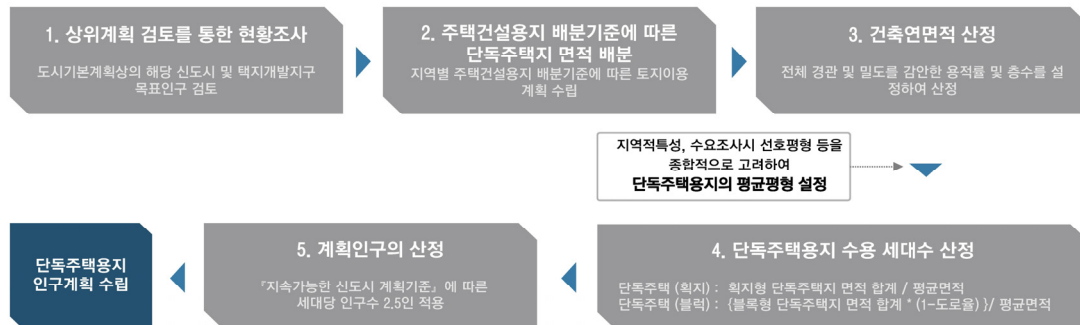 1. 상위계획 검토를 통한 현황조사
도시기본계획상의 해당 신도시 및 택지개발지구
목표인구 검토
2. 주택건설용지 배분기준에 따른
단독주택지 면적 배분
지역별 주택건설용지 배분기준에 따른 토지이용
계획 수립
3. 건축연면적 산정
전체 경관 및 밀도를 감안한 용적률 및 층수를 설
정하여 산정
지역적특성, 수요조사시 선호평형 등을
종합적으로 고려하여
단독주택용지의 평균평형 설정
4. 단독주택용지 수용 세대수 산정
단독주택 (획지) : 획지형 단독주택지 면적 합계 / 평균면적
단독주택 (블럭) : {블록형 단독주택지 면적 합계 * (1-도로율) }/ 평균면적
5. 계획인구의 산정
『지속가능한 신도시 계획기준』에 따른
세대당 인구수 2.5인 적용
단독주택용지
인구계획 수립